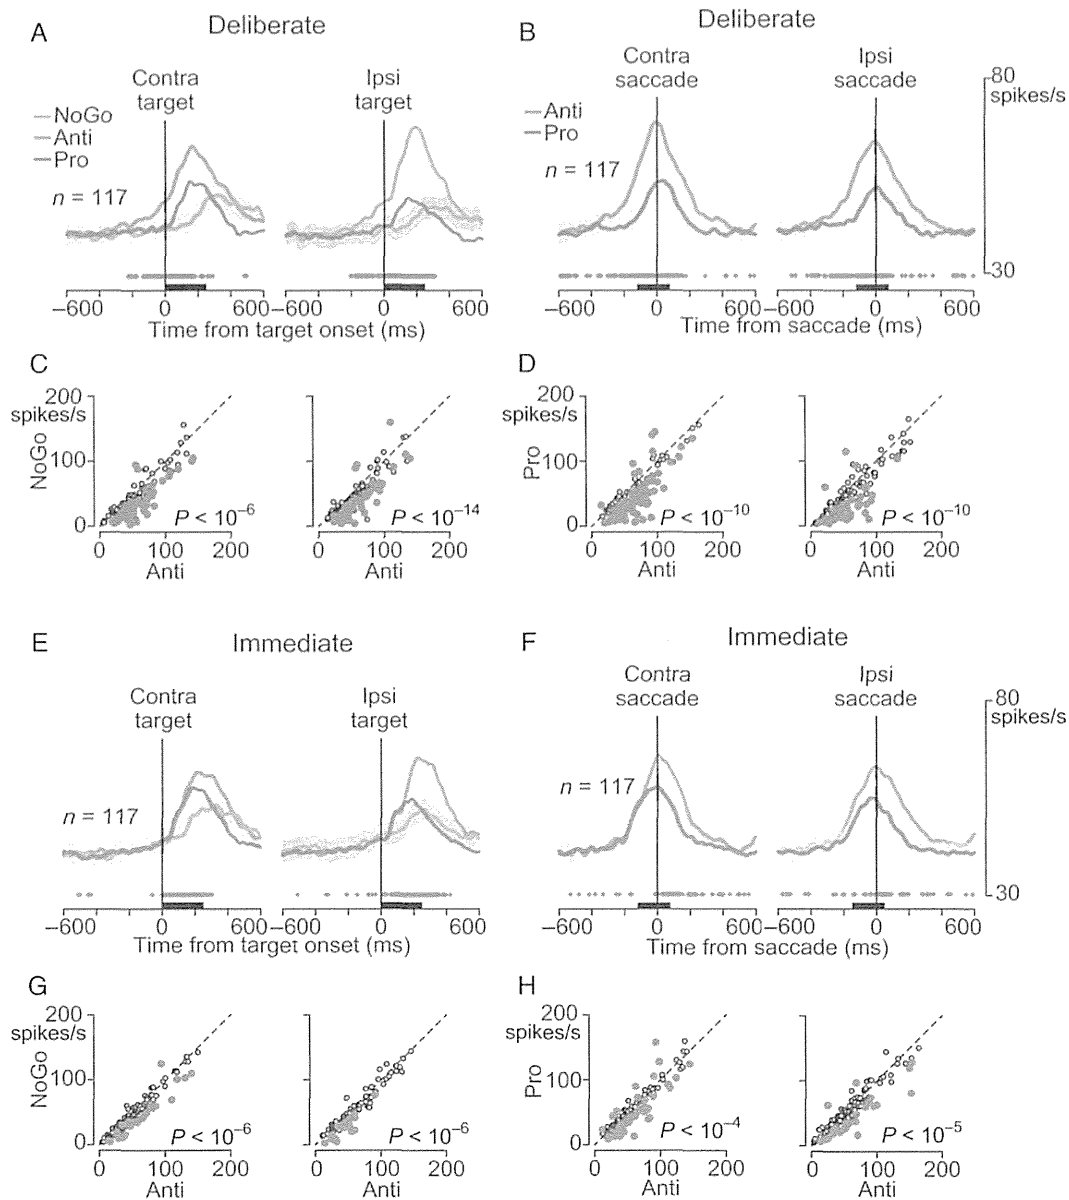 A
Deliberate
Contra
target
Ipsi
target
NoGo
Anti
Pro
n = 117
–600
0
600
–600
0
600
Time from target onset (ms)
B
Deliberate
Contra
saccade
Ipsi
saccade
80
spikes/s
Anti
Pro
n = 117
30
–600
0
600
–600
0
600
Time from saccade (ms)
C
200
spikes/s
NoGo
100
0
P < 10–6
P < 10–14
0
100
200
0
100
200
Anti
Anti
D
200
spikes/s
Pro
100
0
P < 10–10
P < 10–10
0
100
200
0
100
200
Anti
Anti
E
Immediate
Contra
target
Ipsi
target
n = 117
–600
0
600
–600
0
600
Time from target onset (ms)
F
Immediate
Contra
saccade
Ipsi
saccade
80
spikes/s
n = 117
30
–600
0
600
–600
0
600
Time from saccade (ms)
G
200
spikes/s
NoGo
100
0
P < 10–6
P < 10–6
0
100
200
0
100
200
Anti
Anti
H
200
spikes/s
Pro
100
0
P < 10–4
P < 10–5
0
100
200
0
100
200
Anti
Anti